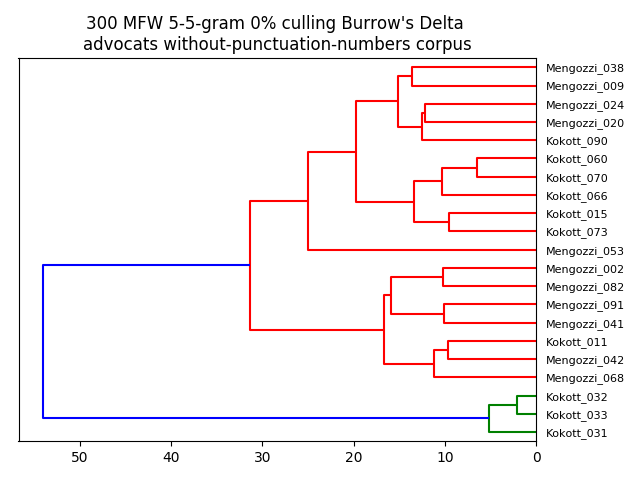 300 MFW 5-5-gram 0% culling Burrow's Delta
advocats without-punctuation-numbers corpus
Mengozzi_038
Mengozzi_009
Mengozzi_024
Mengozzi_020
Kokott_090
Kokott_060
Kokott_070
Kokott_066
Kokott_015
Kokott_073
Mengozzi_053
Mengozzi_002
Mengozzi_082
Mengozzi_091
Mengozzi_041
Kokott_011
Mengozzi_042
Mengozzi_068
Kokott_032
Kokott_033
Kokott_031
50 40 30 20 10 0